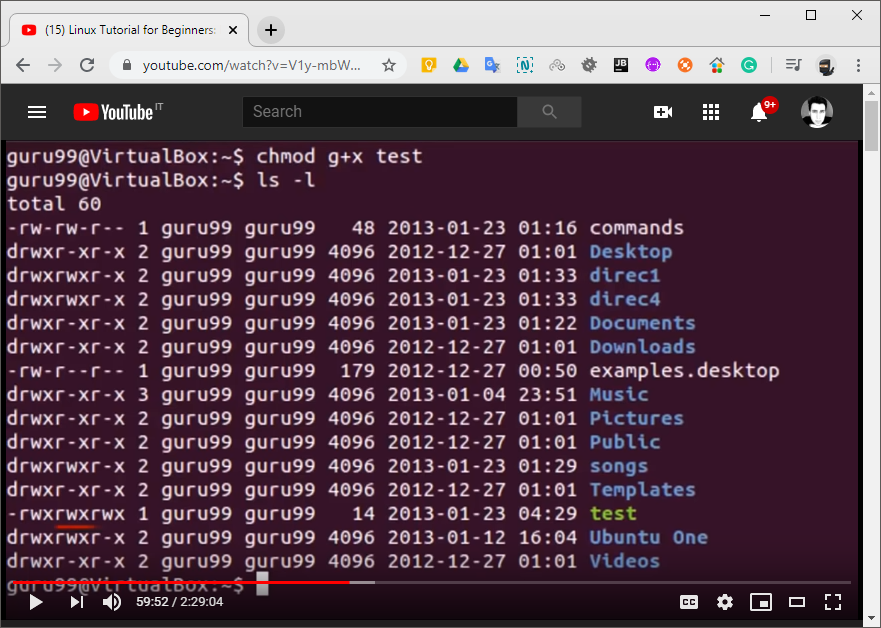 (15) Linux Tutorial for Beginners:
youtube.com/watch?v=V1y-mbW...
YouTube IT
Search
9+
guru99@VirtualBox:~$ chmod g+x test
guru99@VirtualBox:~$ ls -l
total 60
-rw-rw-r-- 1 guru99 guru99 48 2013-01-23 01:16 commands
drwxr-xr-x 2 guru99 guru99 4096 2012-12-27 01:01 Desktop
drwxrwxr-x 2 guru99 guru99 4096 2013-01-23 01:33 direc1
drwxrwxr-x 2 guru99 guru99 4096 2013-01-23 01:33 direc4
drwxr-xr-x 2 guru99 guru99 4096 2013-01-23 01:22 Documents
drwxr-xr-x 2 guru99 guru99 4096 2012-12-27 01:01 Downloads
-rw-r--r-- 1 guru99 guru99 179 2012-12-27 00:50 examples.desktop
drwxr-xr-x 3 guru99 guru99 4096 2013-01-04 23:51 Music
drwxr-xr-x 2 guru99 guru99 4096 2012-12-27 01:01 Pictures
drwxr-xr-x 2 guru99 guru99 4096 2012-12-27 01:01 Public
drwxrwxr-x 2 guru99 guru99 4096 2013-01-23 01:29 songs
drwxr-xr-x 2 guru99 guru99 4096 2012-12-27 01:01 Templates
-rwxrwxrwx 1 guru99 guru99 14 2013-01-23 04:29 test
drwxrwxr-x 2 guru99 guru99 4096 2013-01-12 16:04 Ubuntu One
drwxr-xr-x 2 guru99 guru99 4096 2012-12-27 01:01 Videos
guru99@VirtualBox:~$
59:52 / 2:29:04
CC